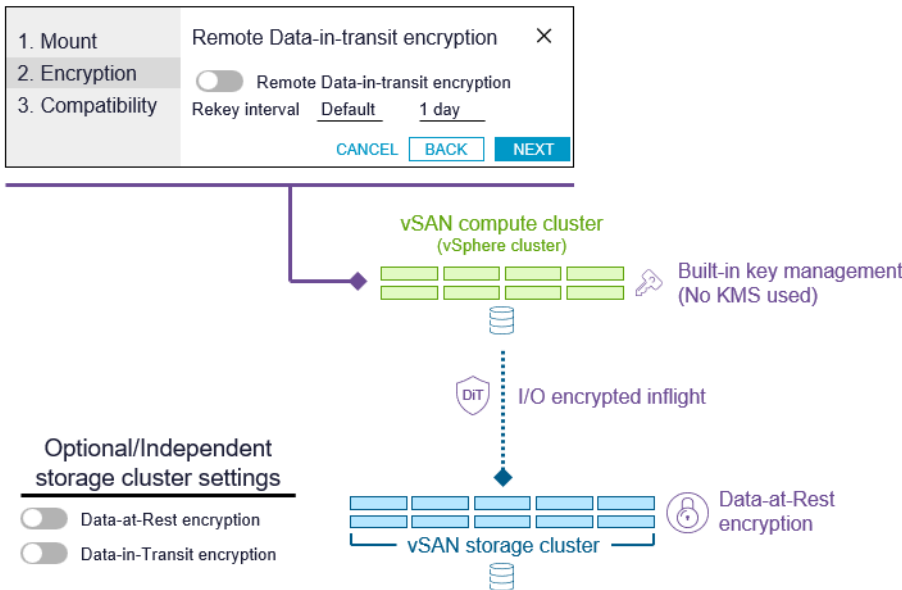 1. Mount
2. Encryption
3. Compatibility
Remote Data-in-transit encryption
Remote Data-in-transit encryption
Rekey interval Default 1 day
CANCEL BACK NEXT
vSAN compute cluster
(vSphere cluster)
Built-in key management
(No KMS used)
DiT
I/O encrypted inflight
Optional/Independent
storage cluster settings
Data-at-Rest encryption
Data-in-Transit encryption
Data-at-Rest
encryption
vSAN storage cluster